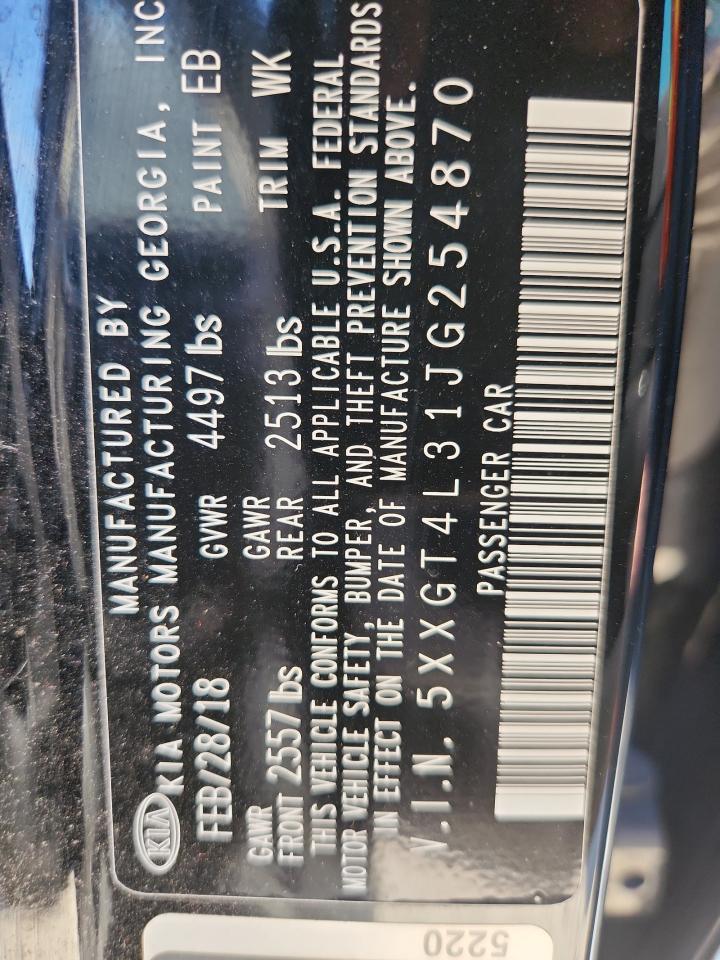 MANUFACTURED BY
KIA KIA MOTORS MANUFACTURING GEORGIA, INC
FEB/28/18 GVWR 4497 lbs PAINT EB
GAWR FRONT 2557 lbs GAWR REAR 2513 lbs TRIM WK
THIS VEHICLE CONFORMS TO ALL APPLICABLE U.S.A. FEDERAL
MOTOR VEHICLE SAFETY, BUMPER, AND THEFT PREVENTION STANDARDS
IN EFFECT ON THE DATE OF MANUFACTURE SHOWN ABOVE.
V.I.N. 5XXGT4L31JG254870
PASSENGER CAR
5220